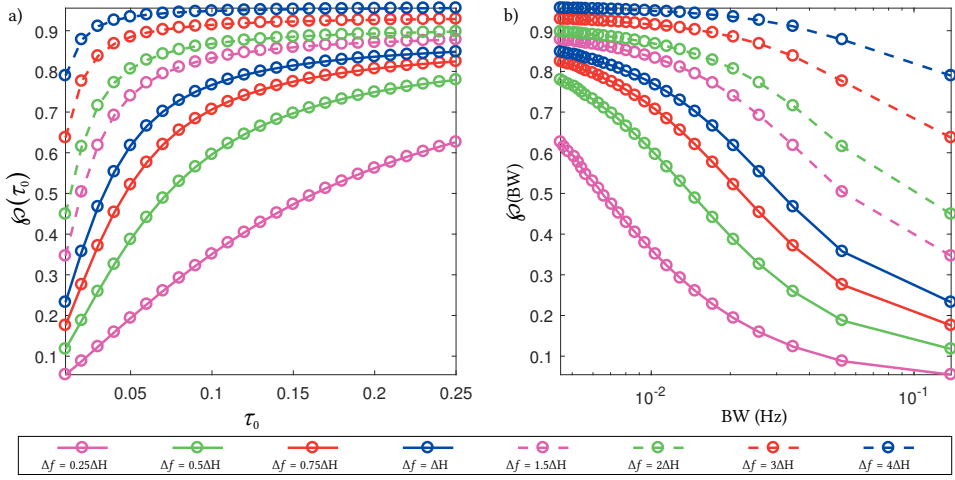 a)
0.9
0.8
0.7
0.6
0.5
0.4
0.3
0.2
0.1
℘(τ₀)
0.05
0.1
0.15
0.2
0.25
τ₀
b)
0.9
0.8
0.7
0.6
0.5
0.4
0.3
0.2
0.1
℘(BW)
10⁻²
10⁻¹
BW (Hz)
Δf = 0.25ΔH
Δf = 0.5ΔH
Δf = 0.75ΔH
Δf = ΔH
Δf = 1.5ΔH
Δf = 2ΔH
Δf = 3ΔH
Δf = 4ΔH